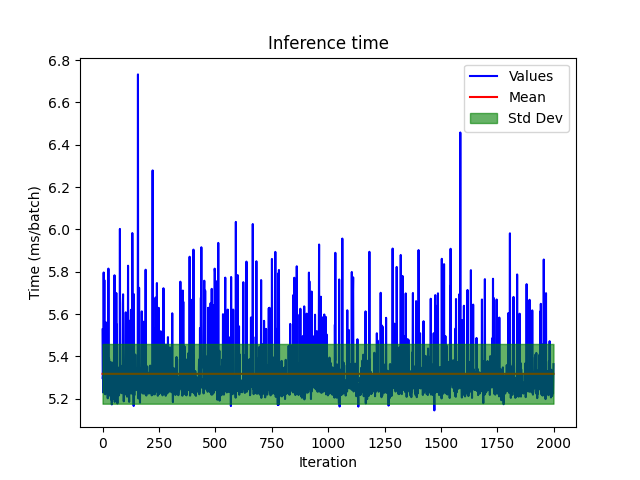 Inference time
Values
Mean
Std Dev
Time (ms/batch)
6.8
6.6
6.4
6.2
6.0
5.8
5.6
5.4
5.2
0 250 500 750 1000 1250 1500 1750 2000
Iteration